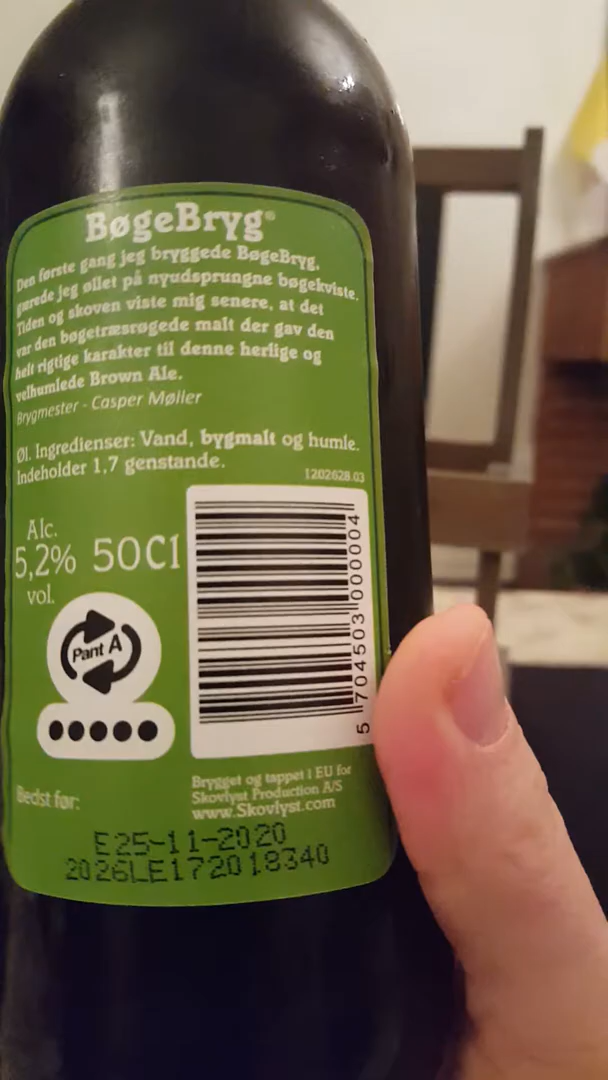 BøgeBryg®
Den første gang jeg bryggede BøgeBryg,
gærede jeg øllet på nyudsprungne bøgekviste.
Tiden og skoven viste mig senere, at det
var den bøgetræsrøgede malt der gav den
helt rigtige karakter til denne herlige og
velhumlede Brown Ale.
Brygmester - Casper Møller
Øl. Ingredienser: Vand, bygmalt og humle.
Indeholder 1,7 genstande.
1202628.03
Alc.
5,2% 50Cl
vol.
Pant A
5 704503 000004
Bedst før:
Brygget og tappet i EU for
Skovlyst Production A/S
www.Skovlyst.com
E25-11-2020
2026LE172018340